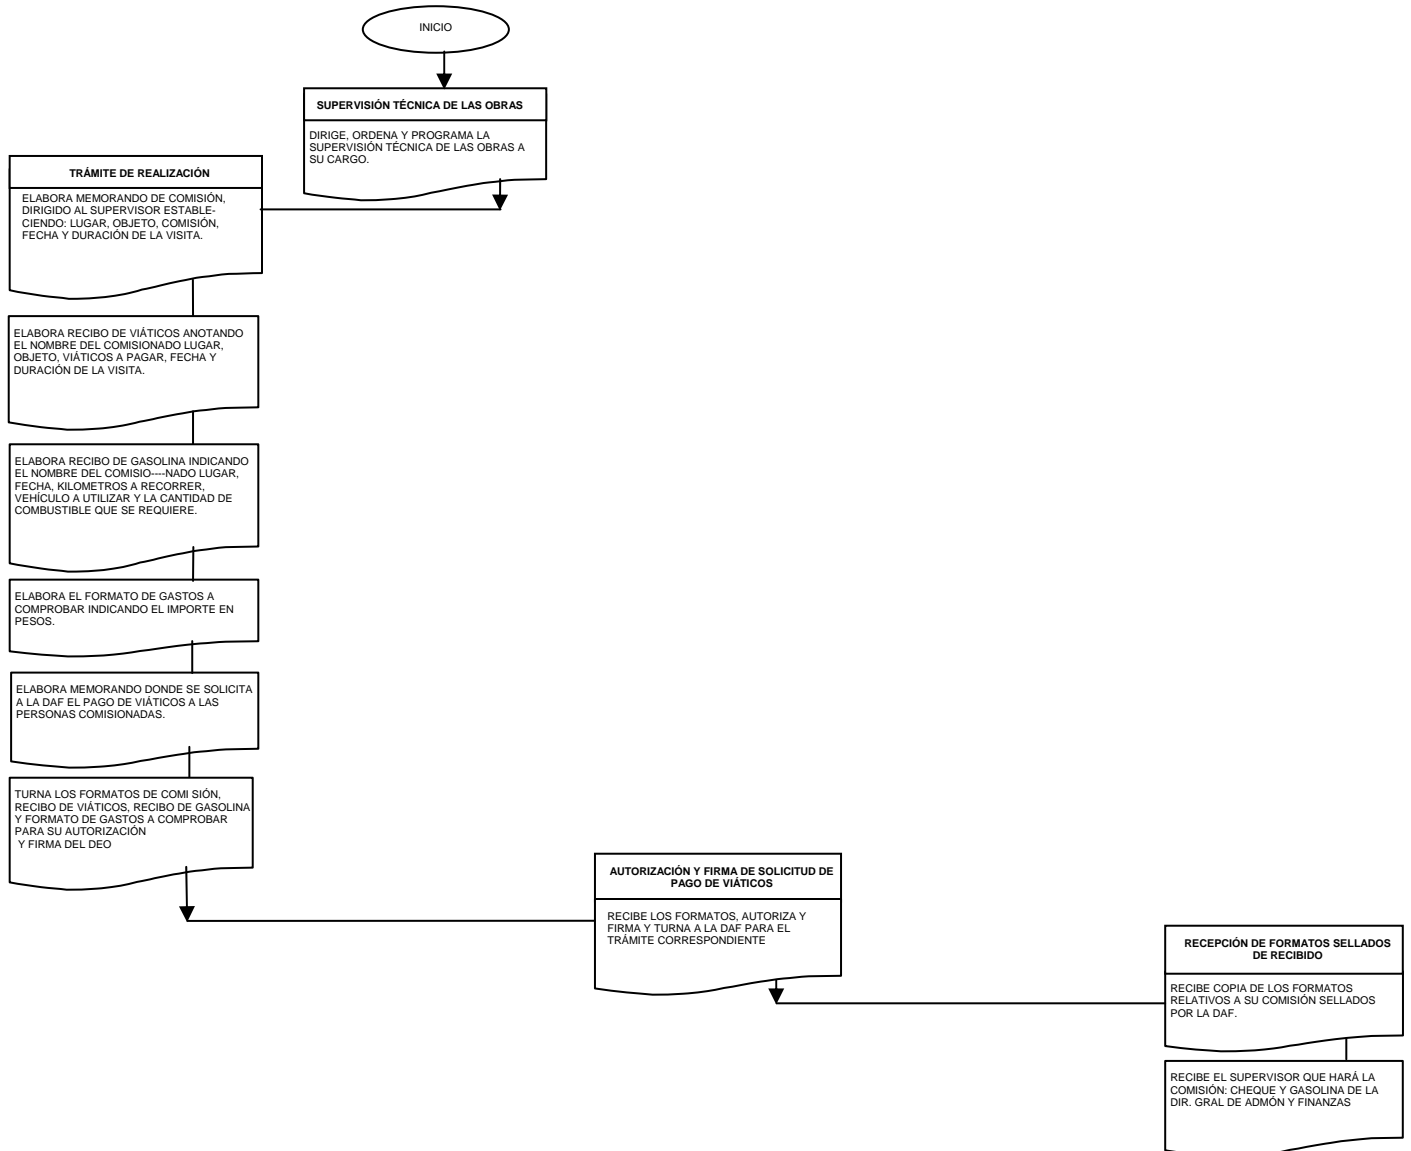 INICIO
SUPERVISIÓN TÉCNICA DE LAS OBRAS
DIRIGE, ORDENA Y PROGRAMA LA
SUPERVISIÓN TÉCNICA DE LAS OBRAS A
SU CARGO.
TRÁMITE DE REALIZACIÓN
ELABORA MEMORANDO DE COMISIÓN,
DIRIGIDO AL SUPERVISOR ESTABLE-
CIENDO: LUGAR, OBJETO, COMISIÓN,
FECHA Y DURACIÓN DE LA VISITA.
ELABORA RECIBO DE VIÁTICOS ANOTANDO
EL NOMBRE DEL COMISIONADO LUGAR,
OBJETO, VIÁTICOS A PAGAR, FECHA Y
DURACIÓN DE LA VISITA.
ELABORA RECIBO DE GASOLINA INDICANDO
EL NOMBRE DEL COMISIO----NADO LUGAR,
FECHA, KILOMETROS A RECORRER,
VEHÍCULO A UTILIZAR Y LA CANTIDAD DE
COMBUSTIBLE QUE SE REQUIERE.
ELABORA EL FORMATO DE GASTOS A
COMPROBAR INDICANDO EL IMPORTE EN
PESOS.
ELABORA MEMORANDO DONDE SE SOLICITA
A LA DAF EL PAGO DE VIÁTICOS A LAS
PERSONAS COMISIONADAS.
TURNA LOS FORMATOS DE COMI SIÓN,
RECIBO DE VIÁTICOS, RECIBO DE GASOLINA
Y FORMATO DE GASTOS A COMPROBAR
PARA SU AUTORIZACIÓN
Y FIRMA DEL DEO
AUTORIZACIÓN Y FIRMA DE SOLICITUD DE
PAGO DE VIÁTICOS
RECIBE LOS FORMATOS, AUTORIZA Y
FIRMA Y TURNA A LA DAF PARA EL
TRÁMITE CORRESPONDIENTE
RECEPCIÓN DE FORMATOS SELLADOS
DE RECIBIDO
RECIBE COPIA DE LOS FORMATOS
RELATIVOS A SU COMISIÓN SELLADOS
POR LA DAF.
RECIBE EL SUPERVISOR QUE HARÁ LA
COMISIÓN: CHEQUE Y GASOLINA DE LA
DIR. GRAL DE ADMÓN Y FINANZAS